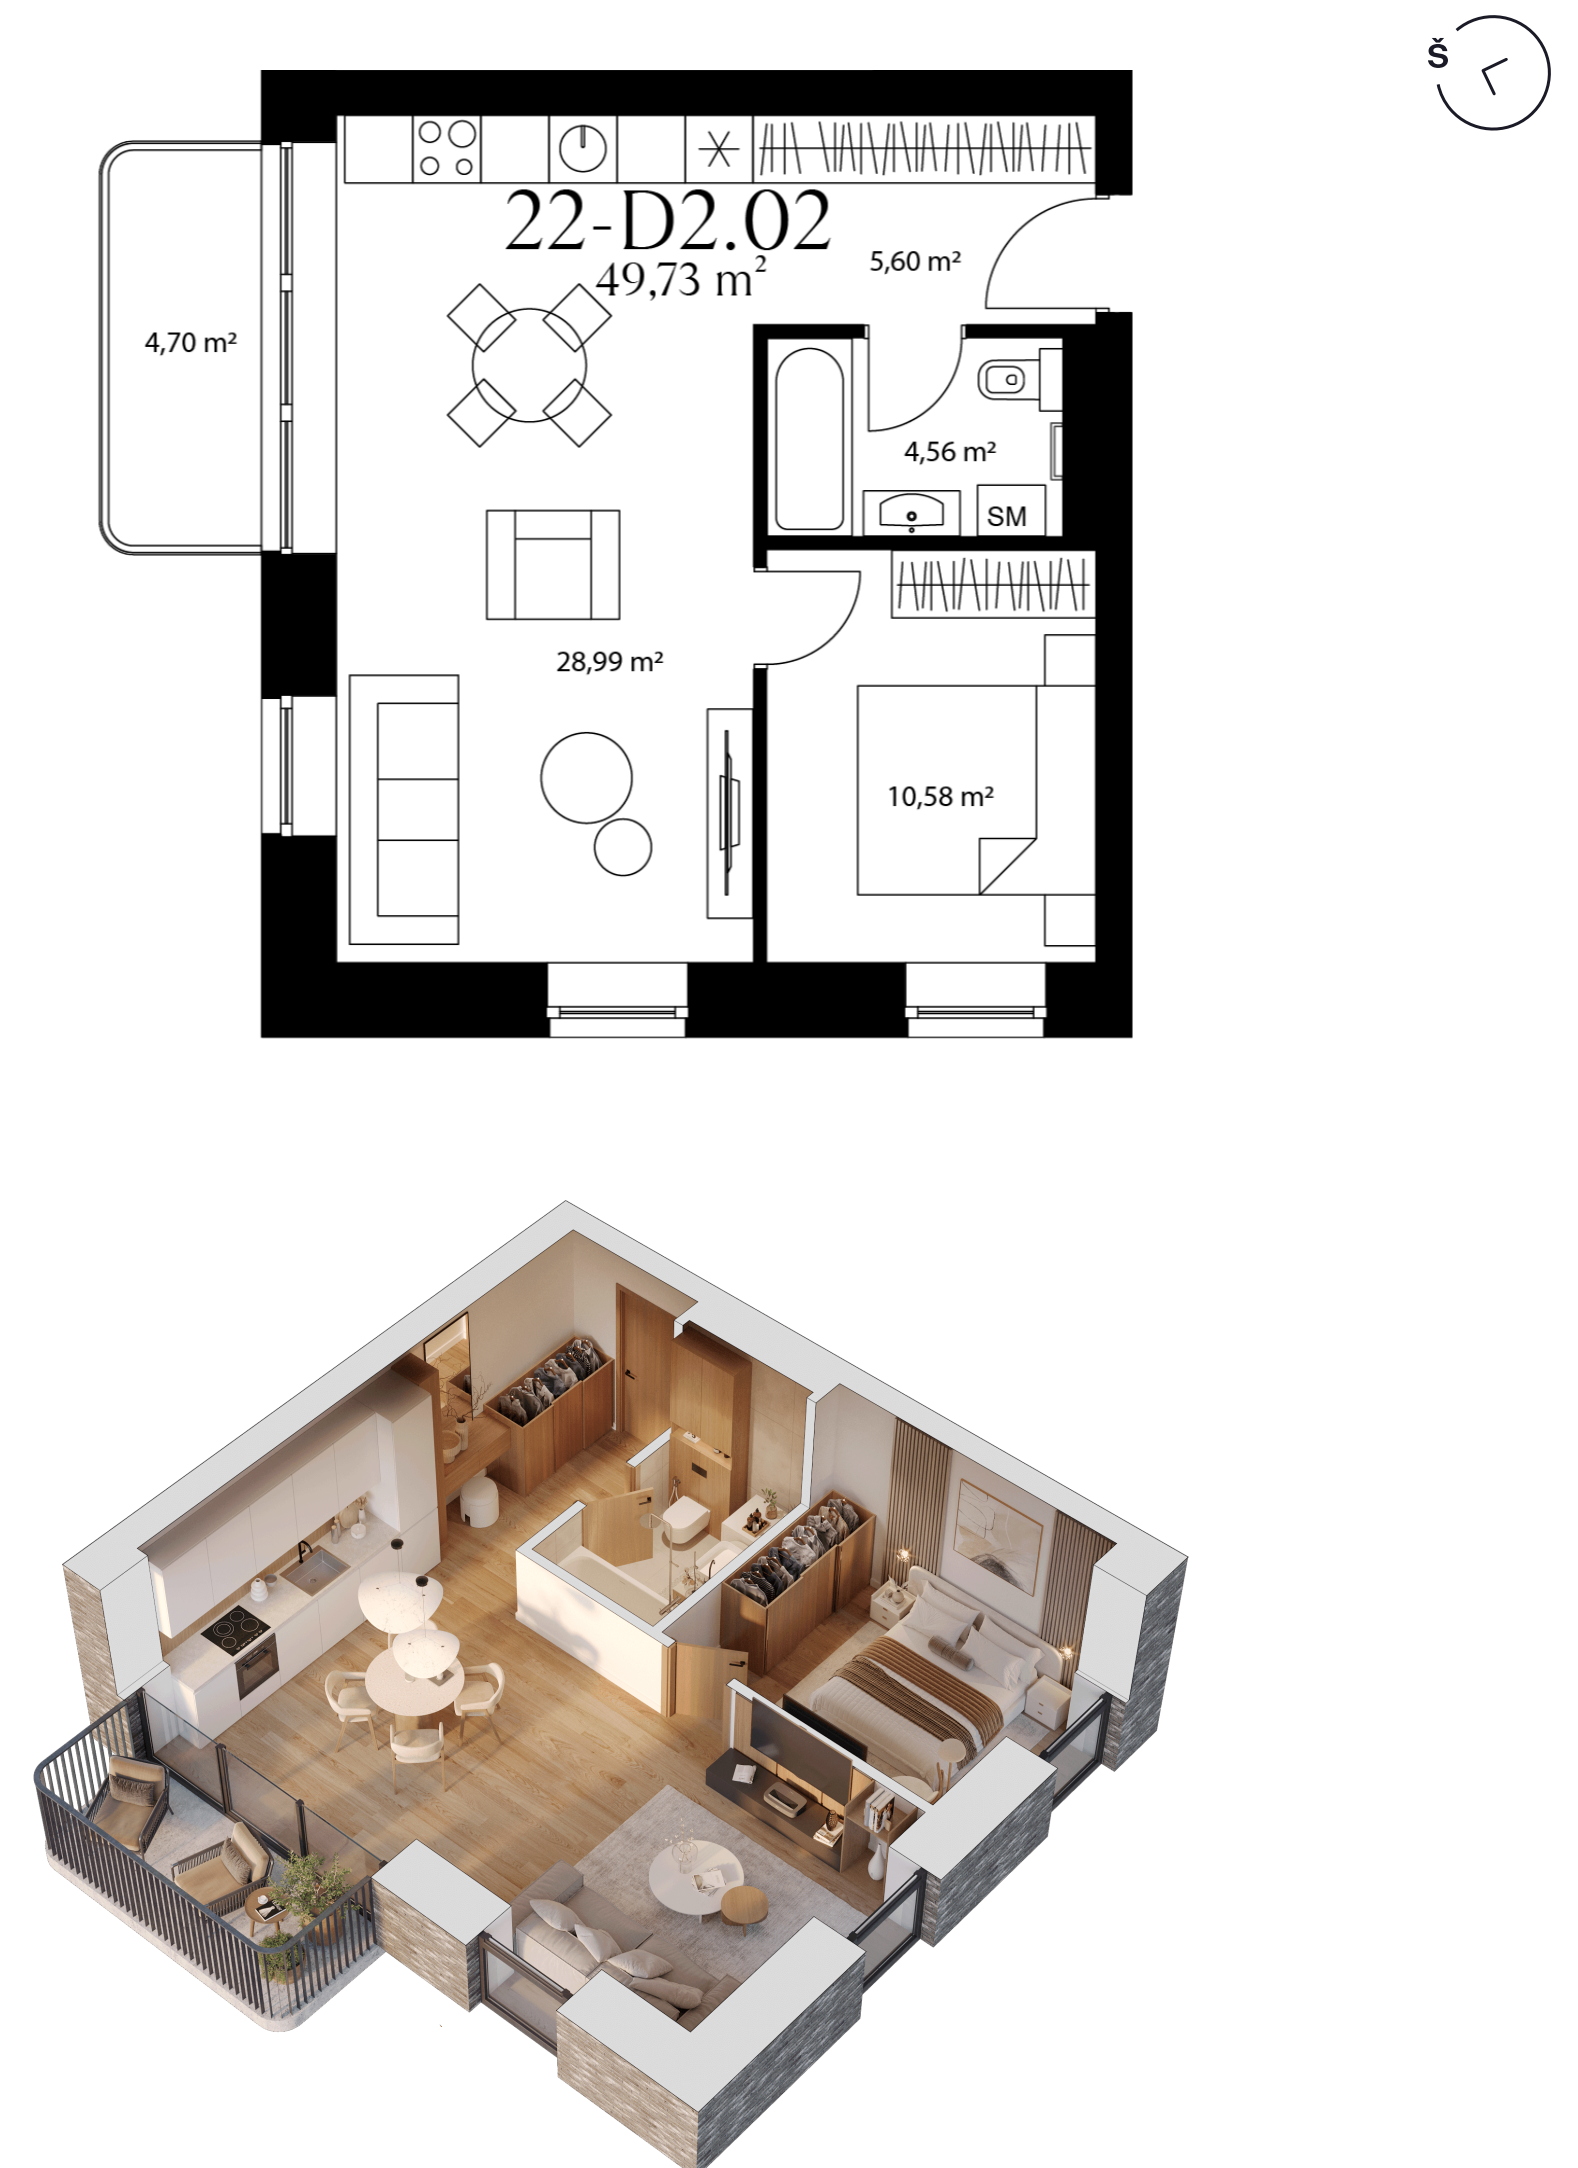 Š
22-D2.02
49,73 m²
5,60 m²
4,70 m²
4,56 m²
SM
28,99 m²
10,58 m²